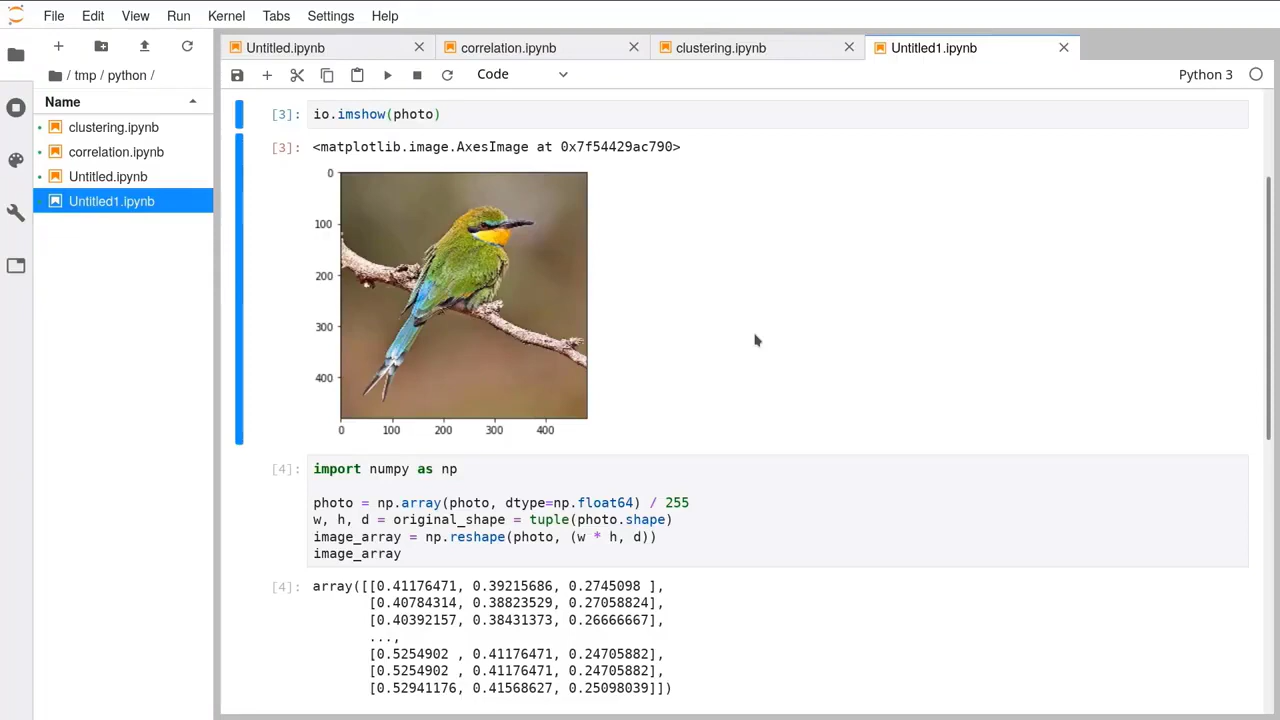 File Edit View Run Kernel Tabs Settings Help
Untitled.ipynb correlation.ipynb clustering.ipynb Untitled1.ipynb
/ tmp / python /
Code
Python 3
Name
clustering.ipynb
correlation.ipynb
Untitled.ipynb
Untitled1.ipynb
[3]: io.imshow(photo)
[3]: <matplotlib.image.AxesImage at 0x7f54429ac790>
0
100
200
300
400
0 100 200 300 400
[4]: import numpy as np
photo = np.array(photo, dtype=np.float64) / 255
w, h, d = original_shape = tuple(photo.shape)
image_array = np.reshape(photo, (w * h, d))
image_array
[4]: array([[0.41176471, 0.39215686, 0.2745098 ],
[0.40784314, 0.38823529, 0.27058824],
[0.40392157, 0.38431373, 0.26666667],
...,
[0.5254902 , 0.41176471, 0.24705882],
[0.5254902 , 0.41176471, 0.24705882],
[0.52941176, 0.41568627, 0.25098039]])